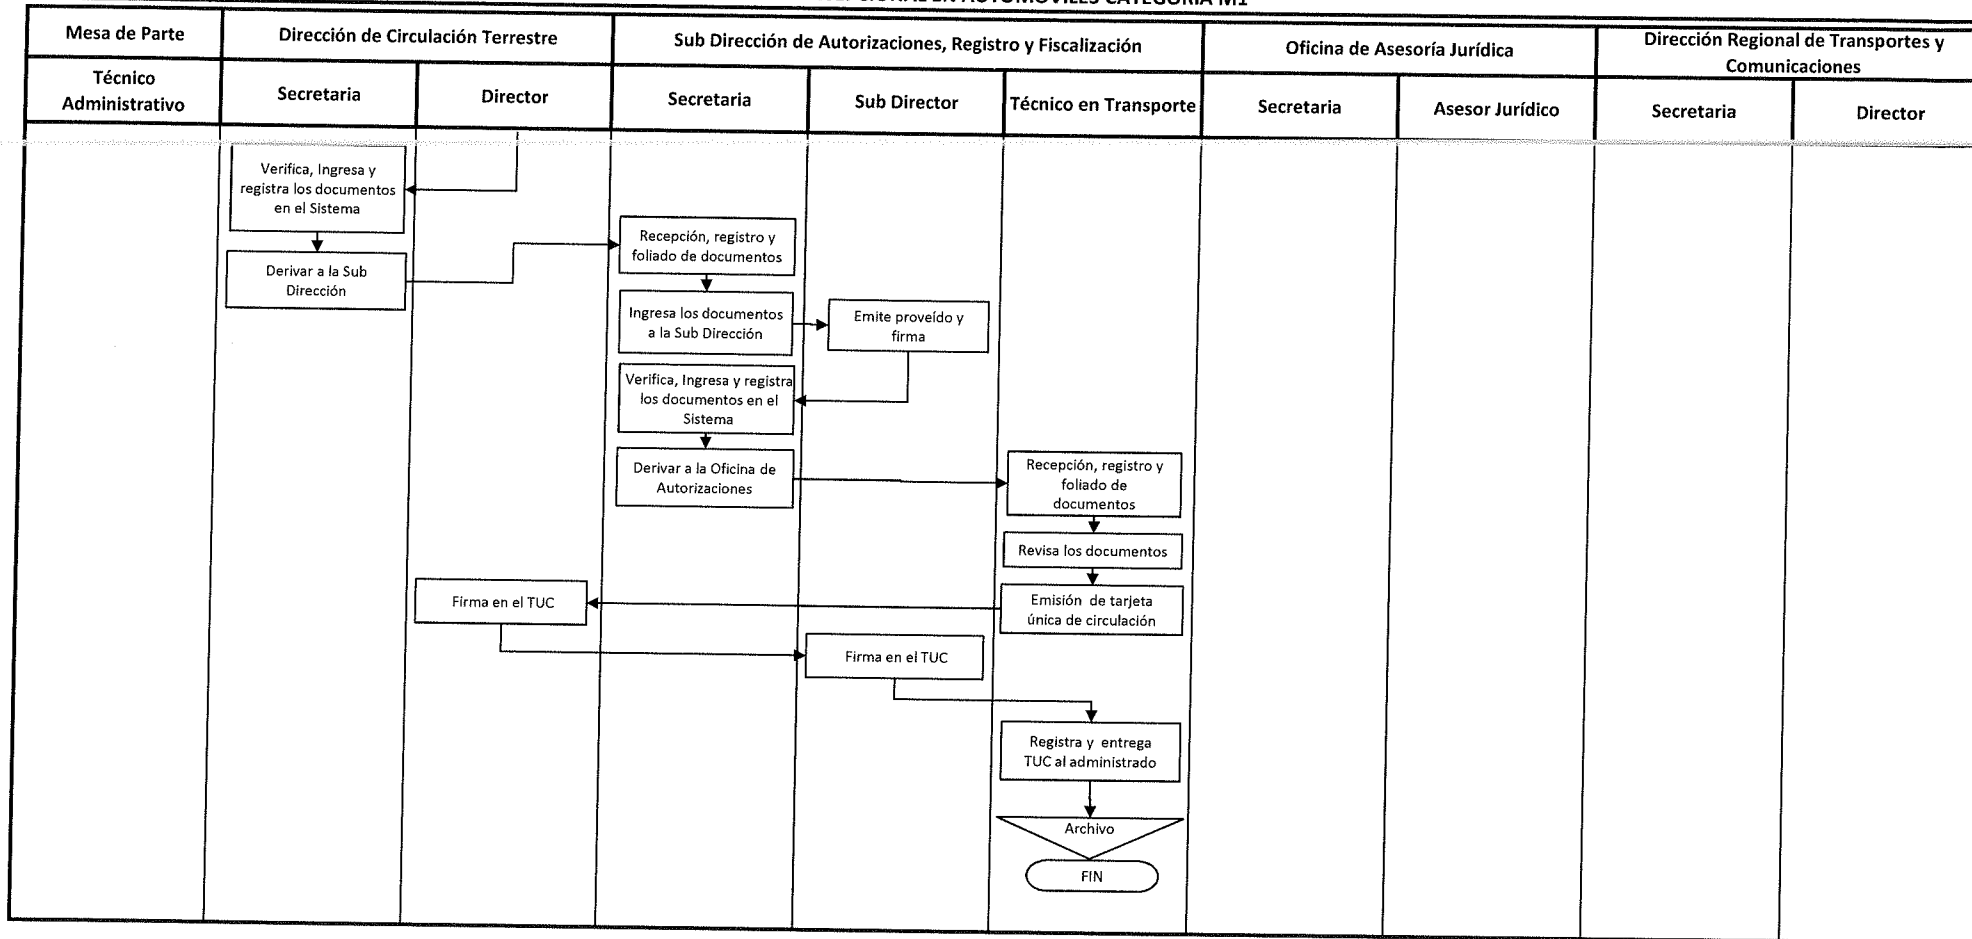 EN AUTOMOVILES CATEGORIA M1
Mesa de Parte
Dirección de Circulación Terrestre
Sub Dirección de Autorizaciones, Registro y Fiscalización
Oficina de Asesoría Jurídica
Dirección Regional de Transportes y
Comunicaciones
Técnico
Administrativo
Secretaria
Director
Secretaria
Sub Director
Técnico en Transporte
Secretaria
Asesor Jurídico
Secretaria
Director
Verifica, Ingresa y
registra los documentos
en el Sistema
Derivar a la Sub
Dirección
Recepción, registro y
foliado de documentos
Ingresa los documentos
a la Sub Dirección
Emite proveído y
firma
Verifica, Ingresa y registra
los documentos en el
Sistema
Derivar a la Oficina de
Autorizaciones
Recepción, registro y
foliado de
documentos
Revisa los documentos
Emisión de tarjeta
única de circulación
Firma en el TUC
Firma en el TUC
Registra y entrega
TUC al administrado
Archivo
FIN